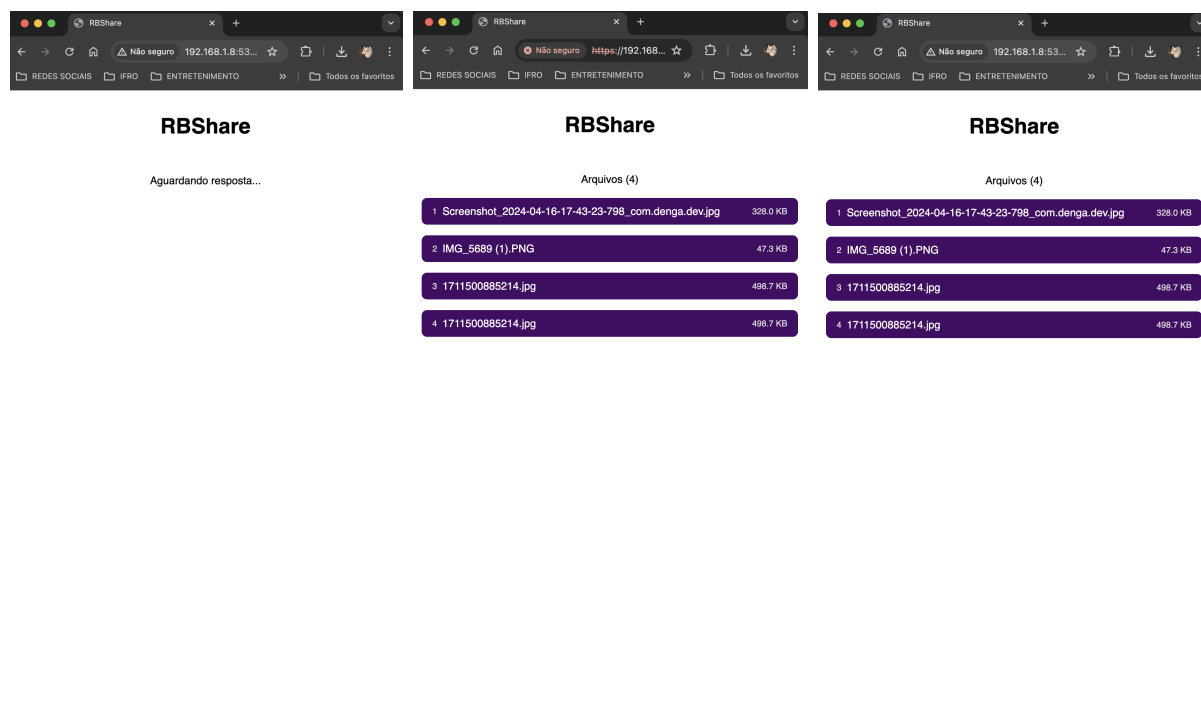 RBShare
Não seguro 192.168.1.8:53...
REDES SOCIAIS IFRO ENTRETENIMENTO » Todos os favoritos
RBShare
Aguardando resposta...
RBShare
Não seguro https://192.168...
REDES SOCIAIS IFRO ENTRETENIMENTO » Todos os favoritos
RBShare
Arquivos (4)
1 Screenshot_2024-04-16-17-43-23-798_com.denga.dev.jpg 328.0 KB
2 IMG_5689 (1).PNG 47.3 KB
3 1711500885214.jpg 498.7 KB
4 1711500885214.jpg 498.7 KB
RBShare
Não seguro 192.168.1.8:53...
REDES SOCIAIS IFRO ENTRETENIMENTO » Todos os favoritos
RBShare
Arquivos (4)
1 Screenshot_2024-04-16-17-43-23-798_com.denga.dev.jpg 328.0 KB
2 IMG_5689 (1).PNG 47.3 KB
3 1711500885214.jpg 498.7 KB
4 1711500885214.jpg 498.7 KB